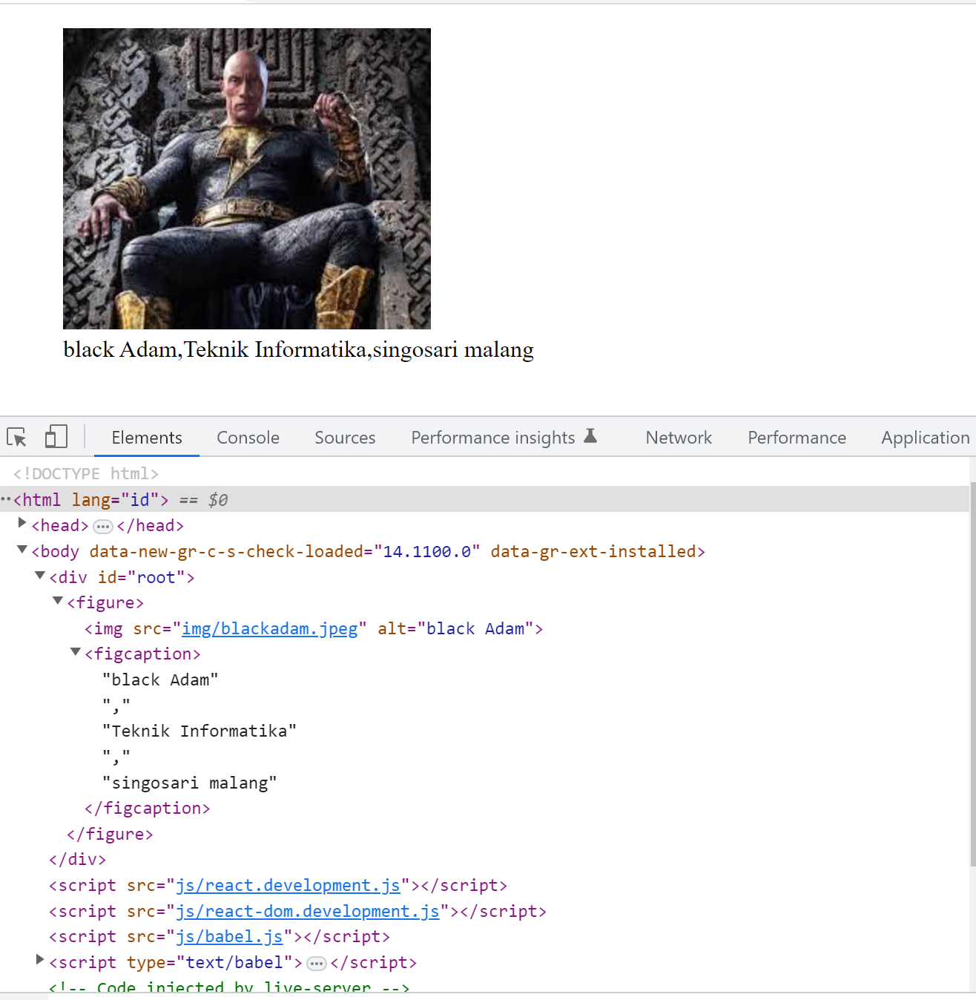 black Adam,Teknik Informatika,singosari malang
Elements Console Sources Performance insights Network Performance Application
<!DOCTYPE html>
··<html lang="id"> == $0
<head>···</head>
<body data-new-gr-c-s-check-loaded="14.1100.0" data-gr-ext-installed>
<div id="root">
<figure>
<img src="img/blackadam.jpeg" alt="black Adam">
<figcaption>
"black Adam"
","
"Teknik Informatika"
","
"singosari malang"
</figcaption>
</figure>
</div>
<script src="js/react.development.js"></script>
<script src="js/react-dom.development.js"></script>
<script src="js/babel.js"></script>
<script type="text/babel">···</script>
<!-- Code injected by live-server -->